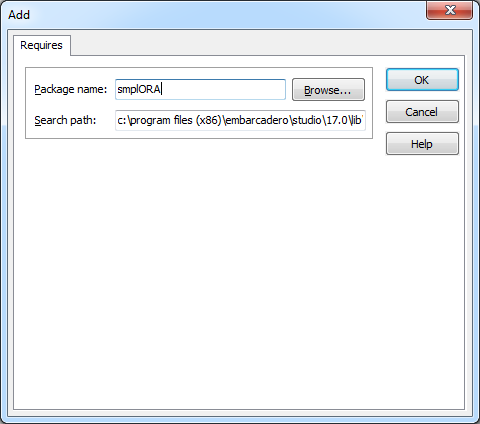 Add
Requires
Package name: smplORA Browse...
Search path: c:\program files (x86)\embarcadero\studio\17.0\lib
OK
Cancel
Help